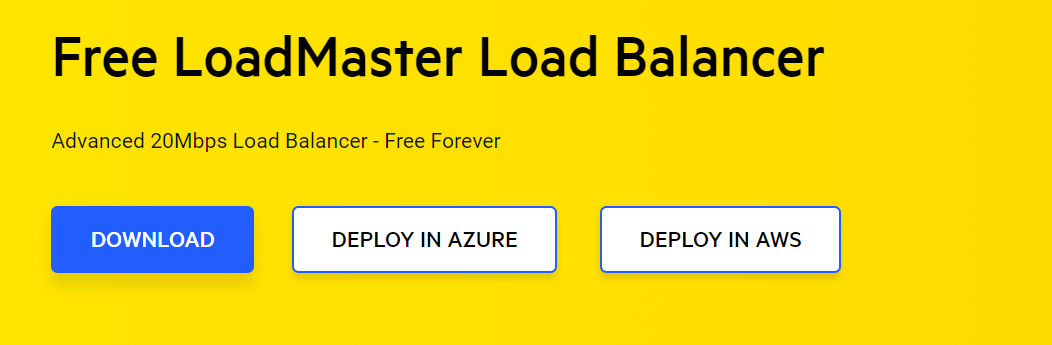 Free LoadMaster Load Balancer
Advanced 20Mbps Load Balancer - Free Forever
DOWNLOAD
DEPLOY IN AZURE
DEPLOY IN AWS